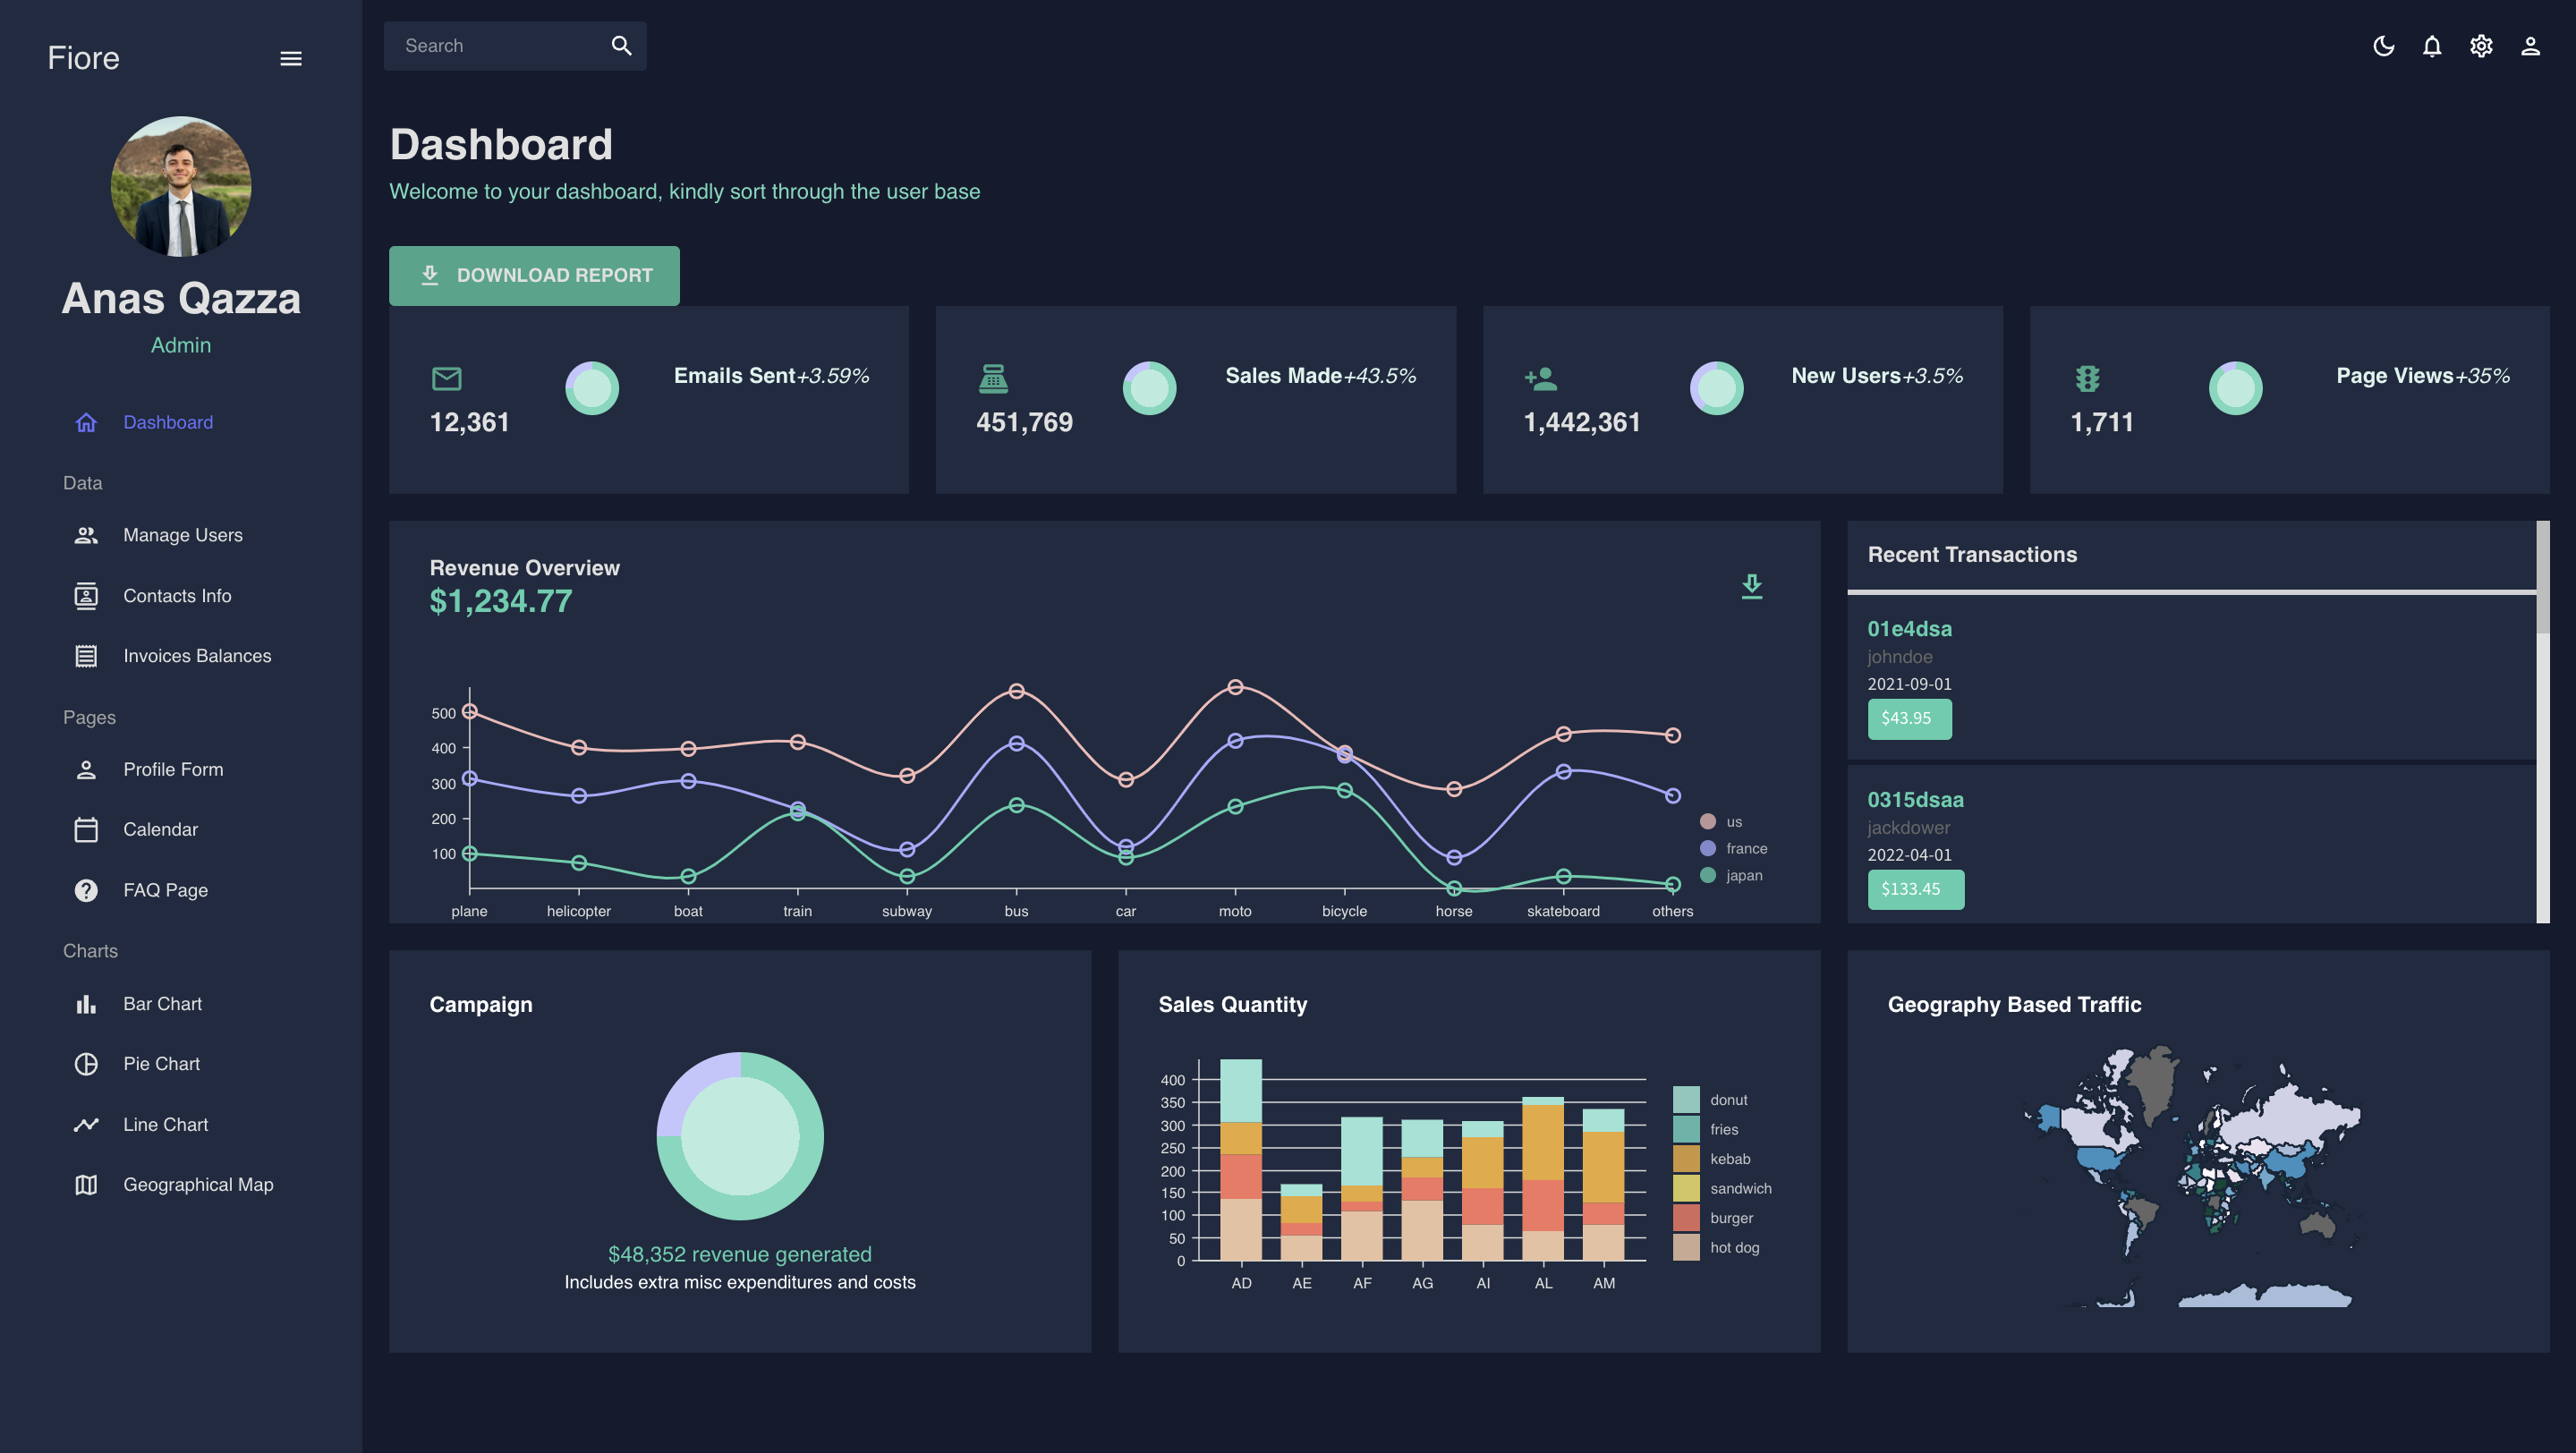 Fiore
Search
Anas Qazza
Admin
Dashboard
Data
Manage Users
Contacts Info
Invoices Balances
Pages
Profile Form
Calendar
FAQ Page
Charts
Bar Chart
Pie Chart
Line Chart
Geographical Map
Dashboard
Welcome to your dashboard, kindly sort through the user base
DOWNLOAD REPORT
12,361
Emails Sent+3.59%
451,769
Sales Made+43.5%
1,442,361
New Users+3.5%
1,711
Page Views+35%
Revenue Overview
$1,234.77
500
400
300
200
100
plane helicopter boat train subway bus car moto bicycle horse skateboard others
us
france
japan
Recent Transactions
01e4dsa
johndoe
2021-09-01
$43.95
0315dsaa
jackdower
2022-04-01
$133.45
Campaign
$48,352 revenue generated
Includes extra misc expenditures and costs
Sales Quantity
400
350
300
250
200
150
100
50
0
AD AE AF AG AI AL AM
donut
fries
kebab
sandwich
burger
hot dog
Geography Based Traffic